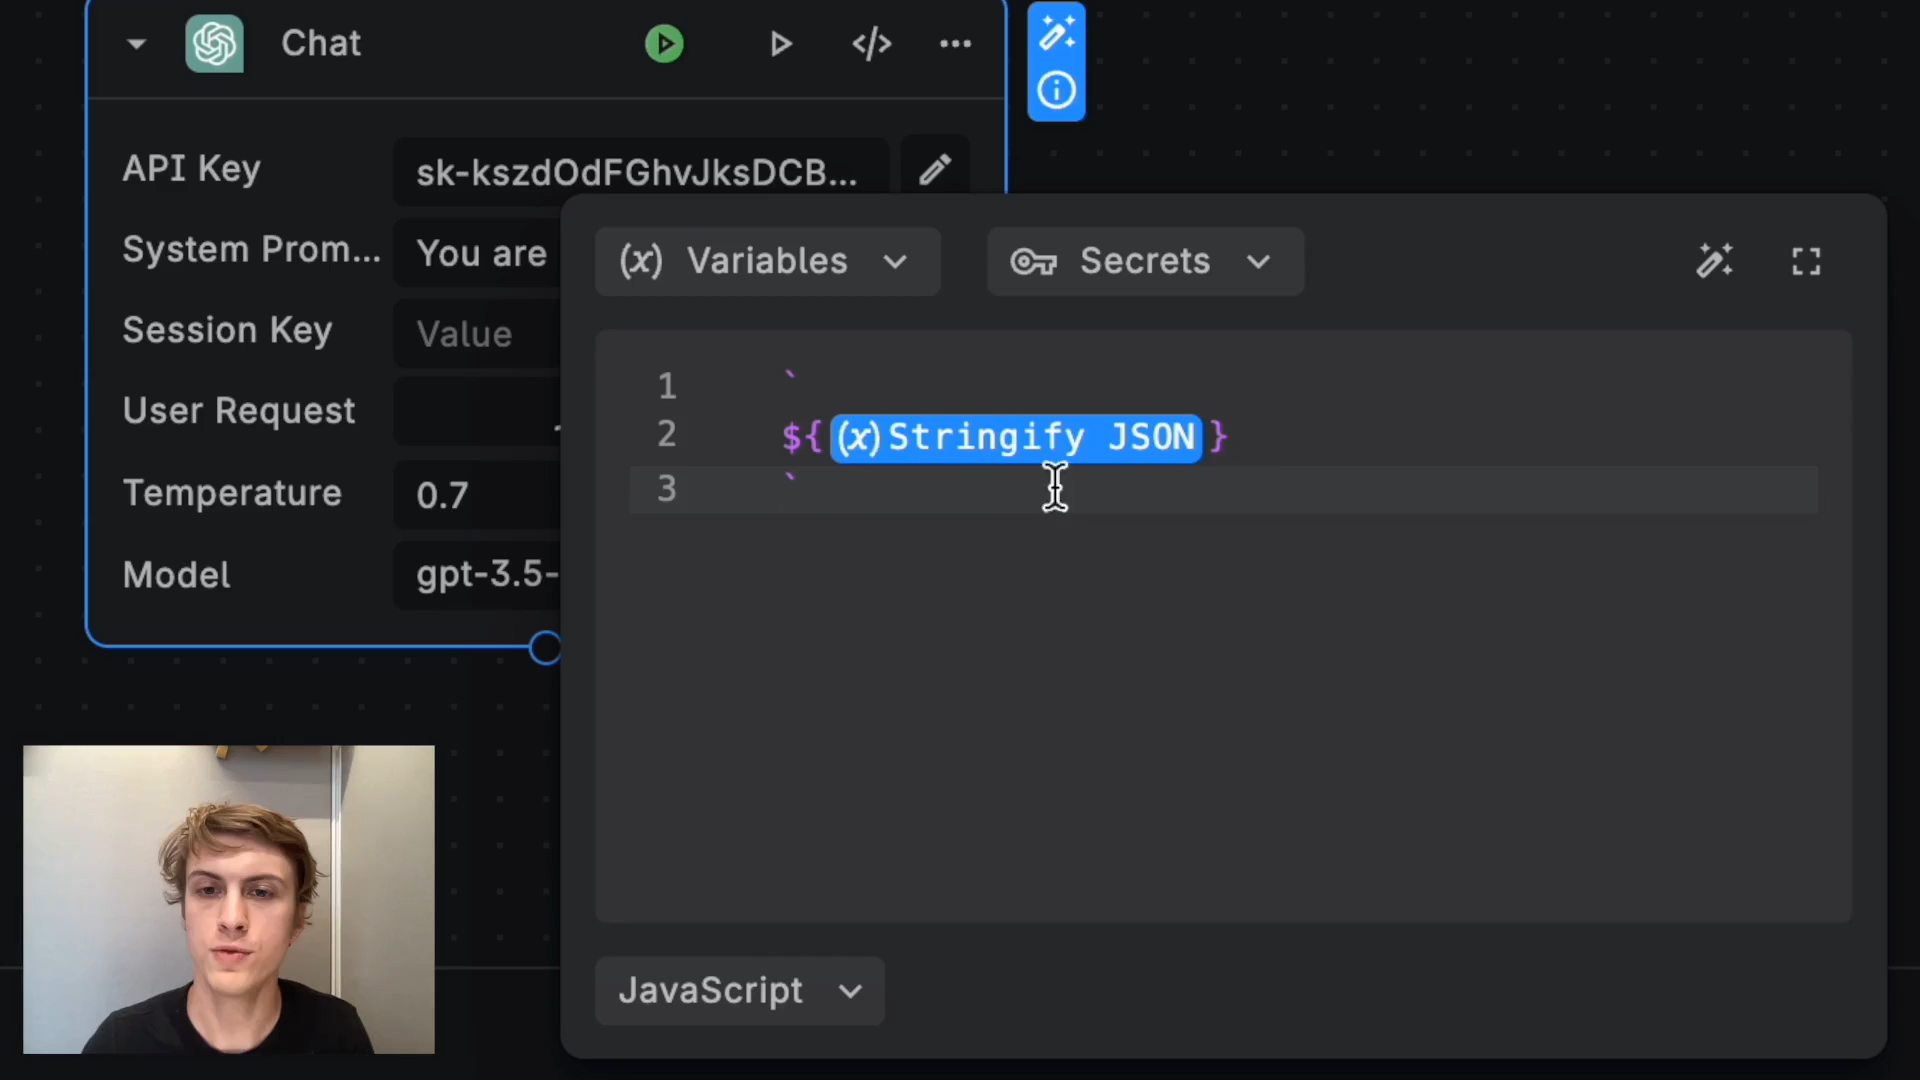 Chat
API Key
sk-kszdOdFGhvJksDCB...
System Prom...
You are
Session Key
Value
User Request
Temperature
0.7
Model
gpt-3.5-
(x) Variables
Secrets
1 `
2 ${(x)Stringify JSON}
3 `
JavaScript